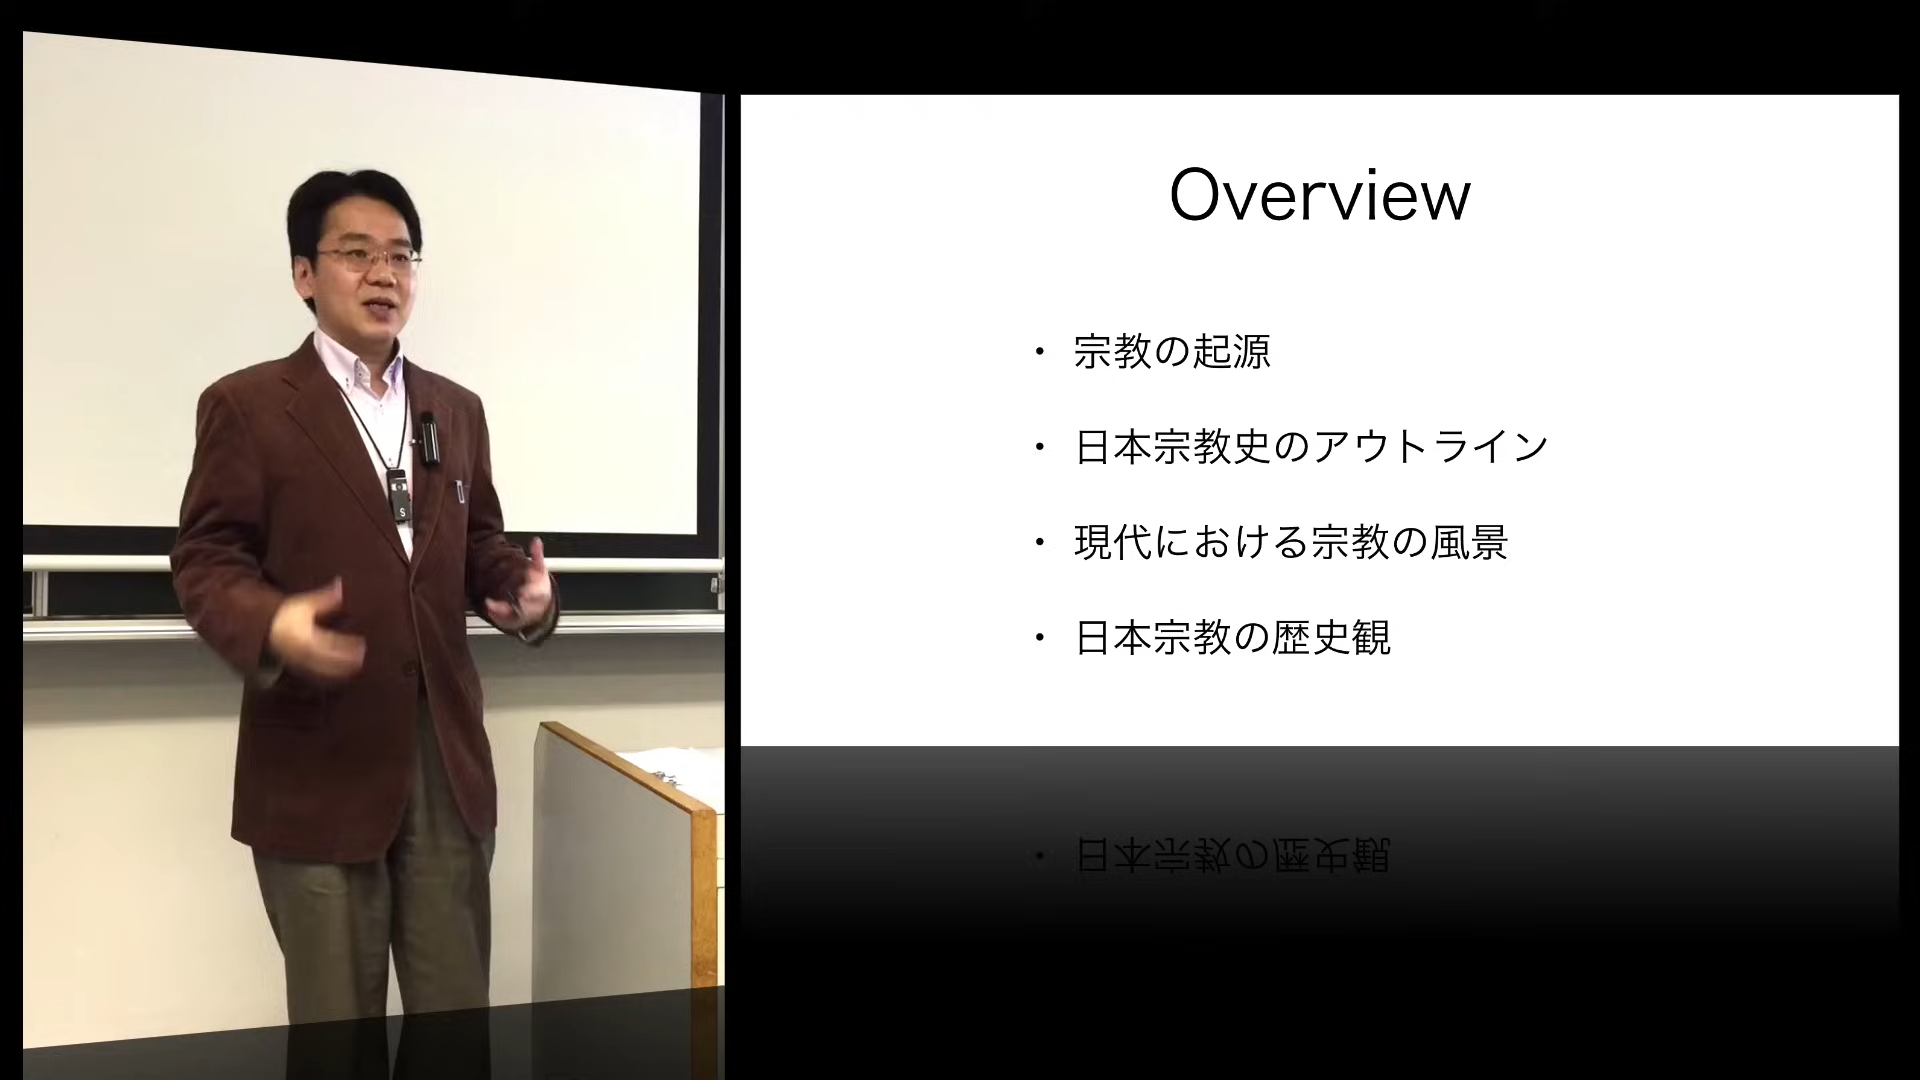 Overview
・ 宗教の起源
・ 日本宗教史のアウトライン
・ 現代における宗教の風景
・ 日本宗教の歴史観
S